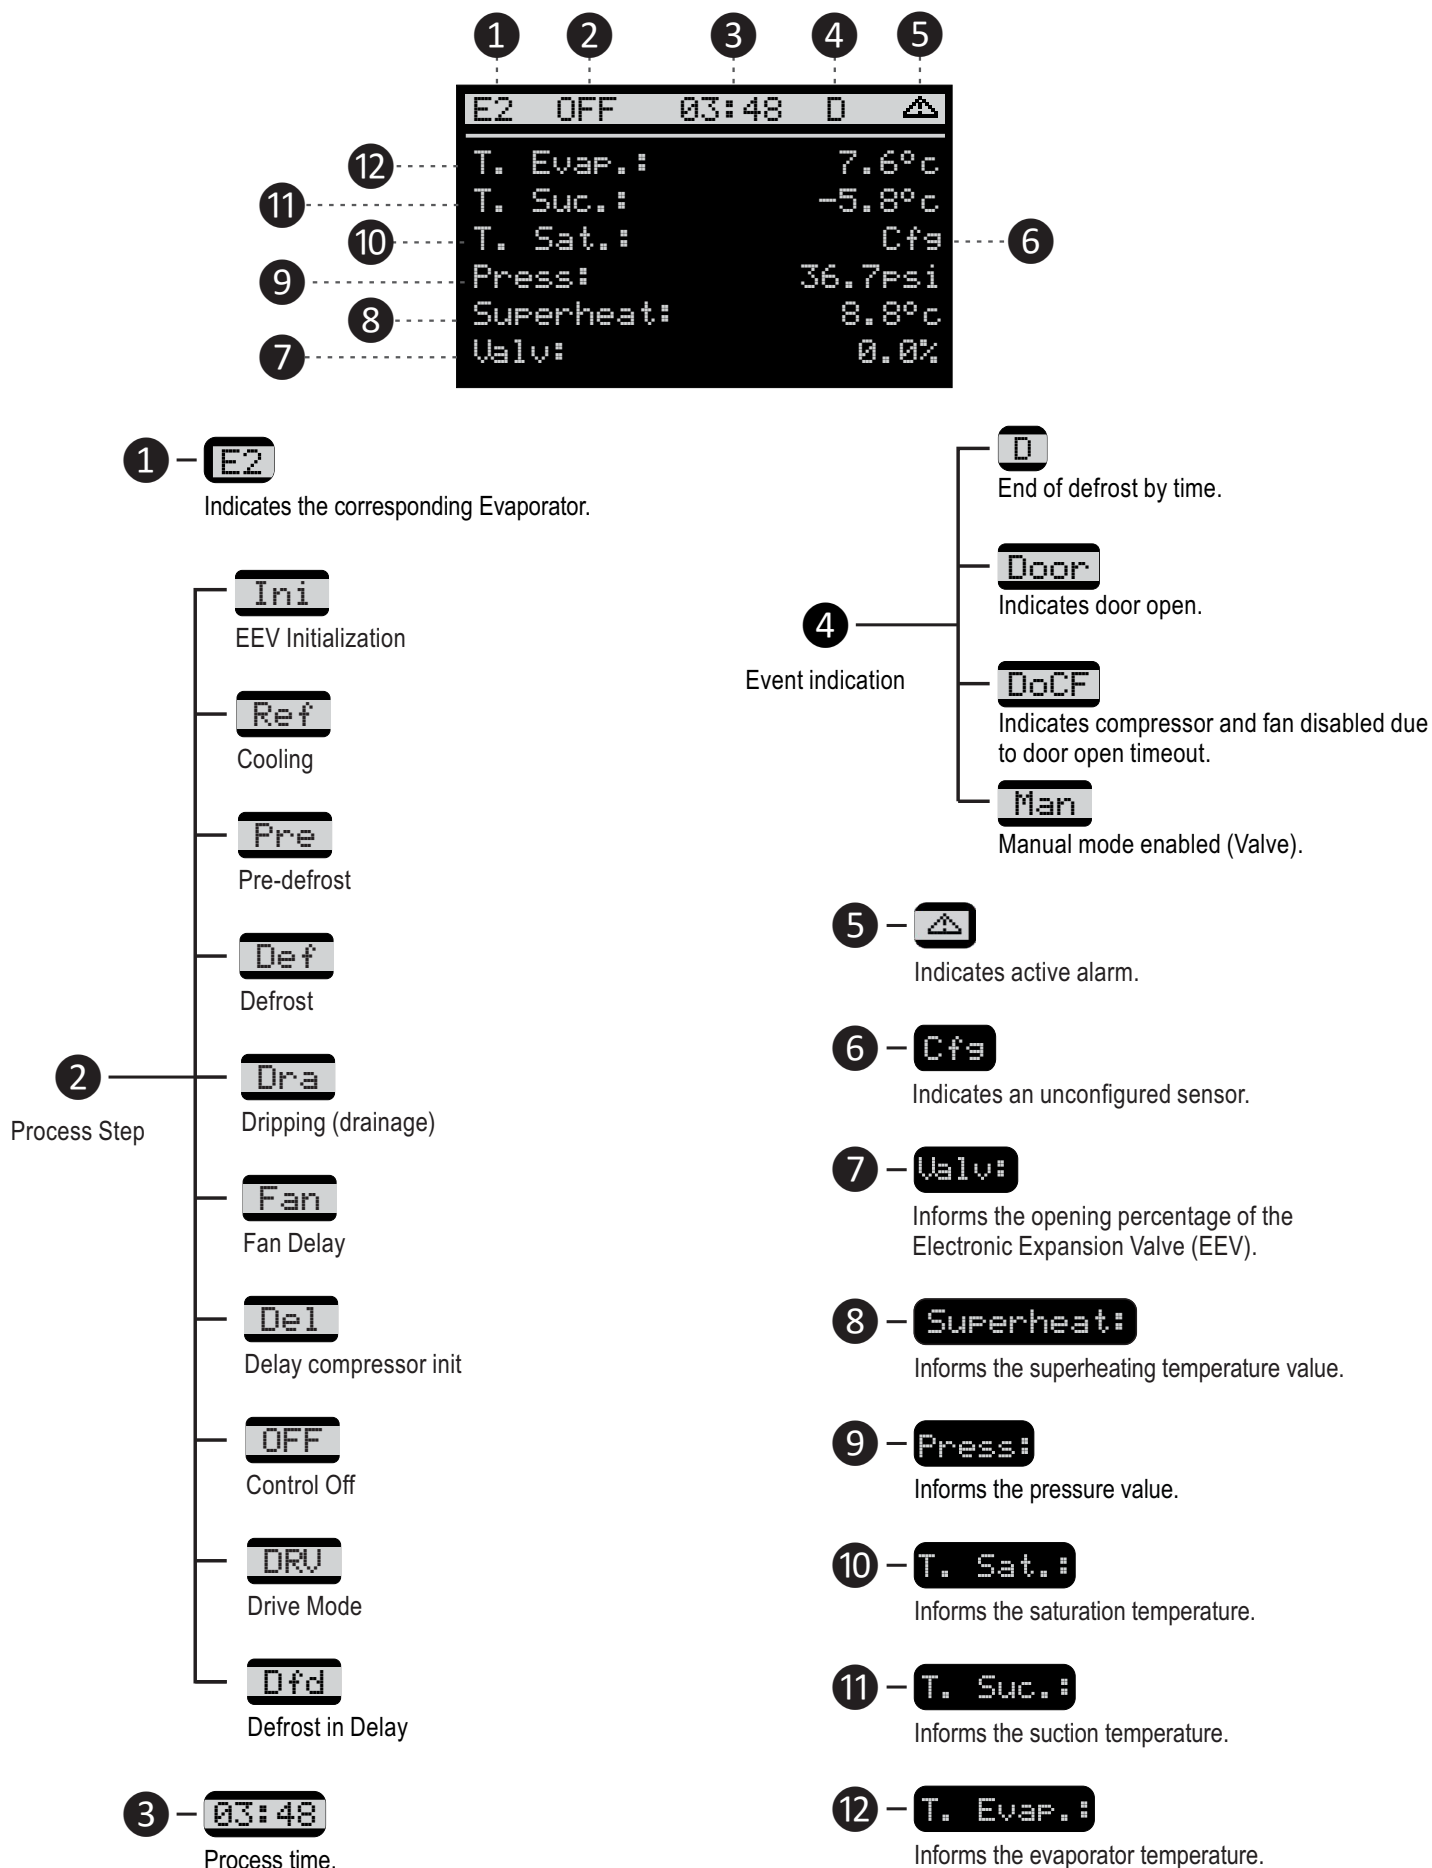 1 2 3 4 5
E2 OFF 03:48 D
12 T. Evap.: 7.6ºc
11 T. Suc.: -5.8ºc
10 T. Sat.: Cfg 6
9 Press: 36.7psi
8 Superheat: 8.8ºc
7 Valv: 0.0%
1 E2
Indicates the corresponding Evaporator.
2
Process Step
Ini
EEV Initialization
Ref
Cooling
Pre
Pre-defrost
Def
Defrost
Dra
Dripping (drainage)
Fan
Fan Delay
Del
Delay compressor init
OFF
Control Off
DRV
Drive Mode
Dfd
Defrost in Delay
3 03:48
Process time.
4
Event indication
D
End of defrost by time.
Door
Indicates door open.
DoCF
Indicates compressor and fan disabled due
to door open timeout.
Man
Manual mode enabled (Valve).
5
Indicates active alarm.
6 Cfg
Indicates an unconfigured sensor.
7 Valv:
Informs the opening percentage of the
Electronic Expansion Valve (EEV).
8 Superheat:
Informs the superheating temperature value.
9 Press:
Informs the pressure value.
10 T. Sat.:
Informs the saturation temperature.
11 T. Suc.:
Informs the suction temperature.
12 T. Evap.:
Informs the evaporator temperature.